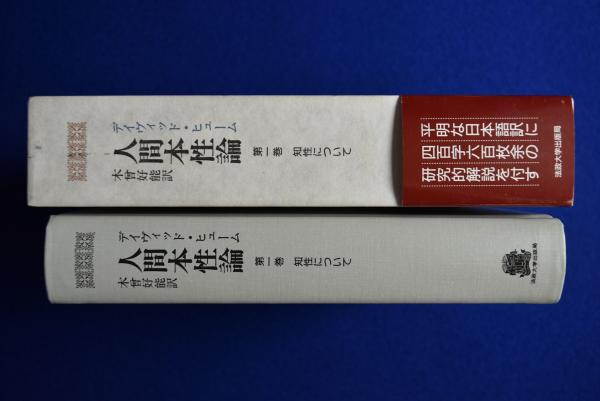 デイヴィッド・ヒューム
人間本性論
第一巻 知性について
木曾好能訳
平明な日本語訳に
四百字六百枚余の
研究的解説を付す
法政大学出版局
デイヴィッド・ヒューム
人間本性論
第一巻 知性について
木曾好能訳
法政大学出版局